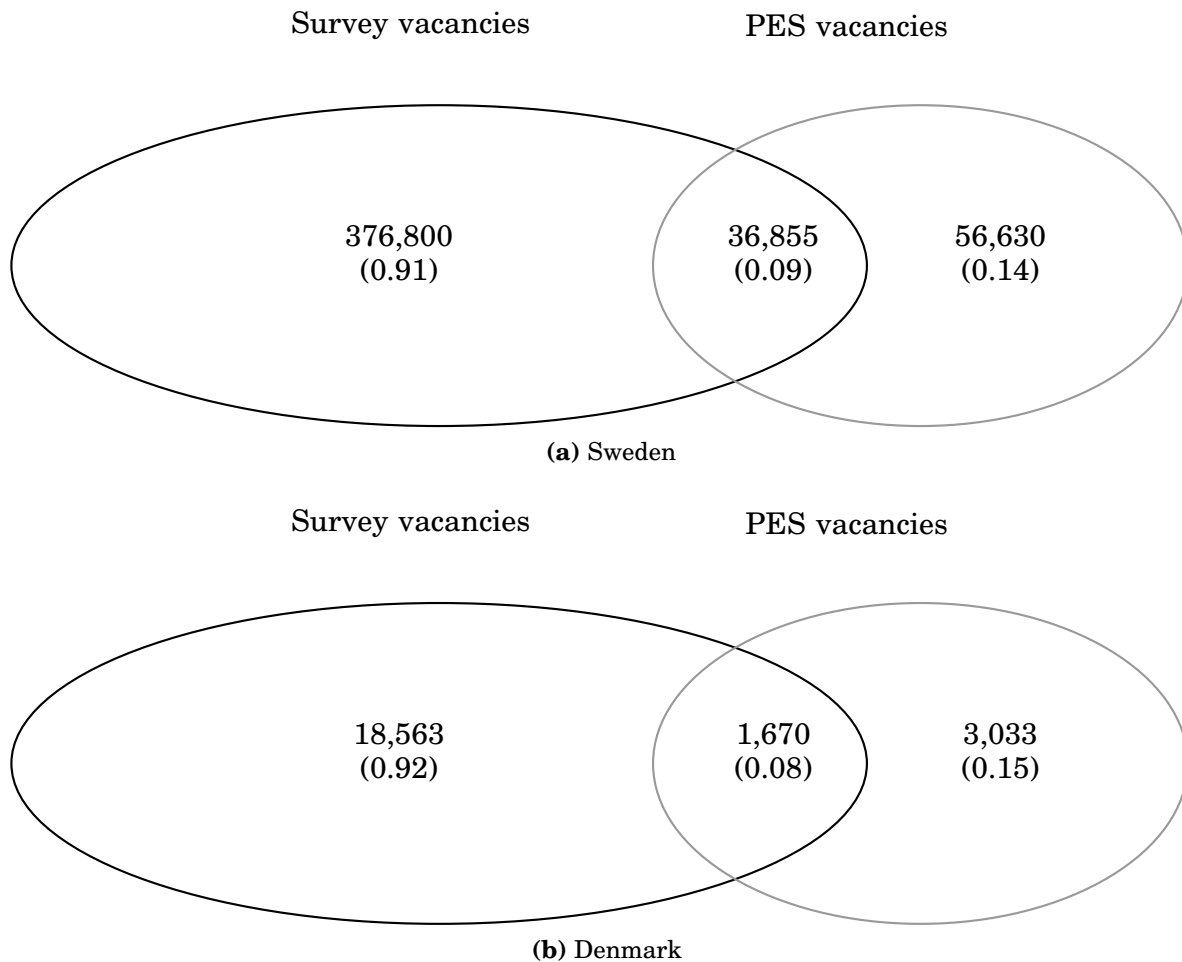 Survey vacancies PES vacancies
376,800 36,855 56,630
(0.91) (0.09) (0.14)
(a) Sweden
Survey vacancies PES vacancies
18,563 1,670 3,033
(0.92) (0.08) (0.15)
(b) Denmark